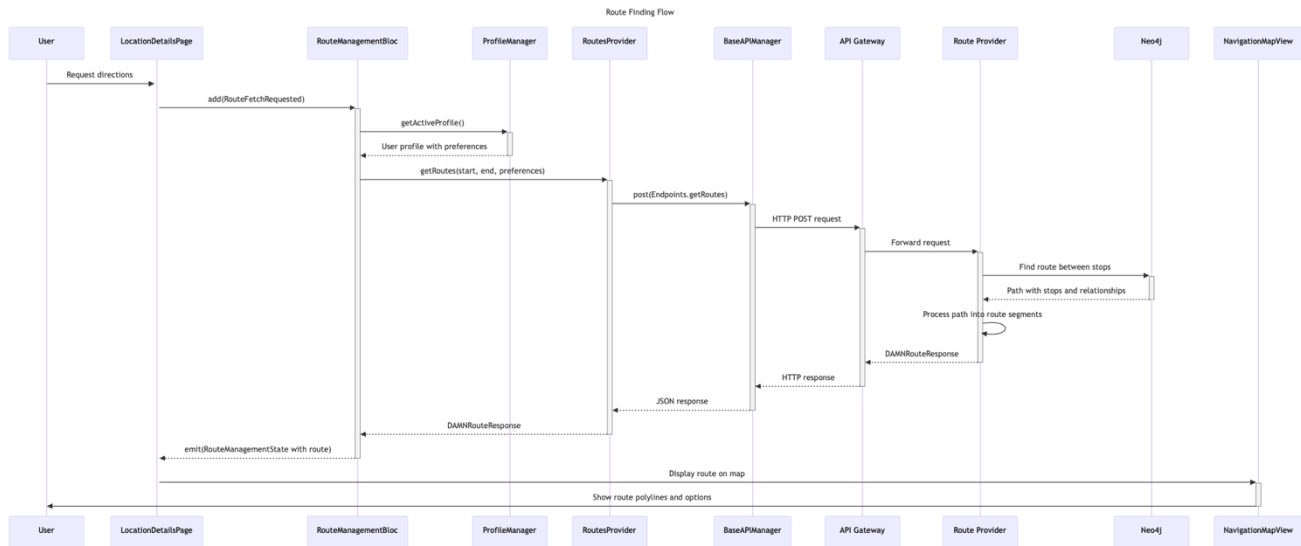 Route Finding Flow
User
LocationDetailsPage
RouteManagementBloc
ProfileManager
RoutesProvider
BaseAPIManager
API Gateway
Route Provider
Neo4j
NavigationMapView
Request directions
add(RouteFetchRequested)
getActiveProfile()
User profile with preferences
getRoutes(start, end, preferences)
post(Endpoints.getRoutes)
HTTP POST request
Forward request
Find route between stops
Path with stops and relationships
Process path into route segments
DAMNRouteResponse
HTTP response
JSON response
DAMNRouteResponse
emit(RouteManagementState with route)
Display route on map
Show route polylines and options
User
LocationDetailsPage
RouteManagementBloc
ProfileManager
RoutesProvider
BaseAPIManager
API Gateway
Route Provider
Neo4j
NavigationMapView